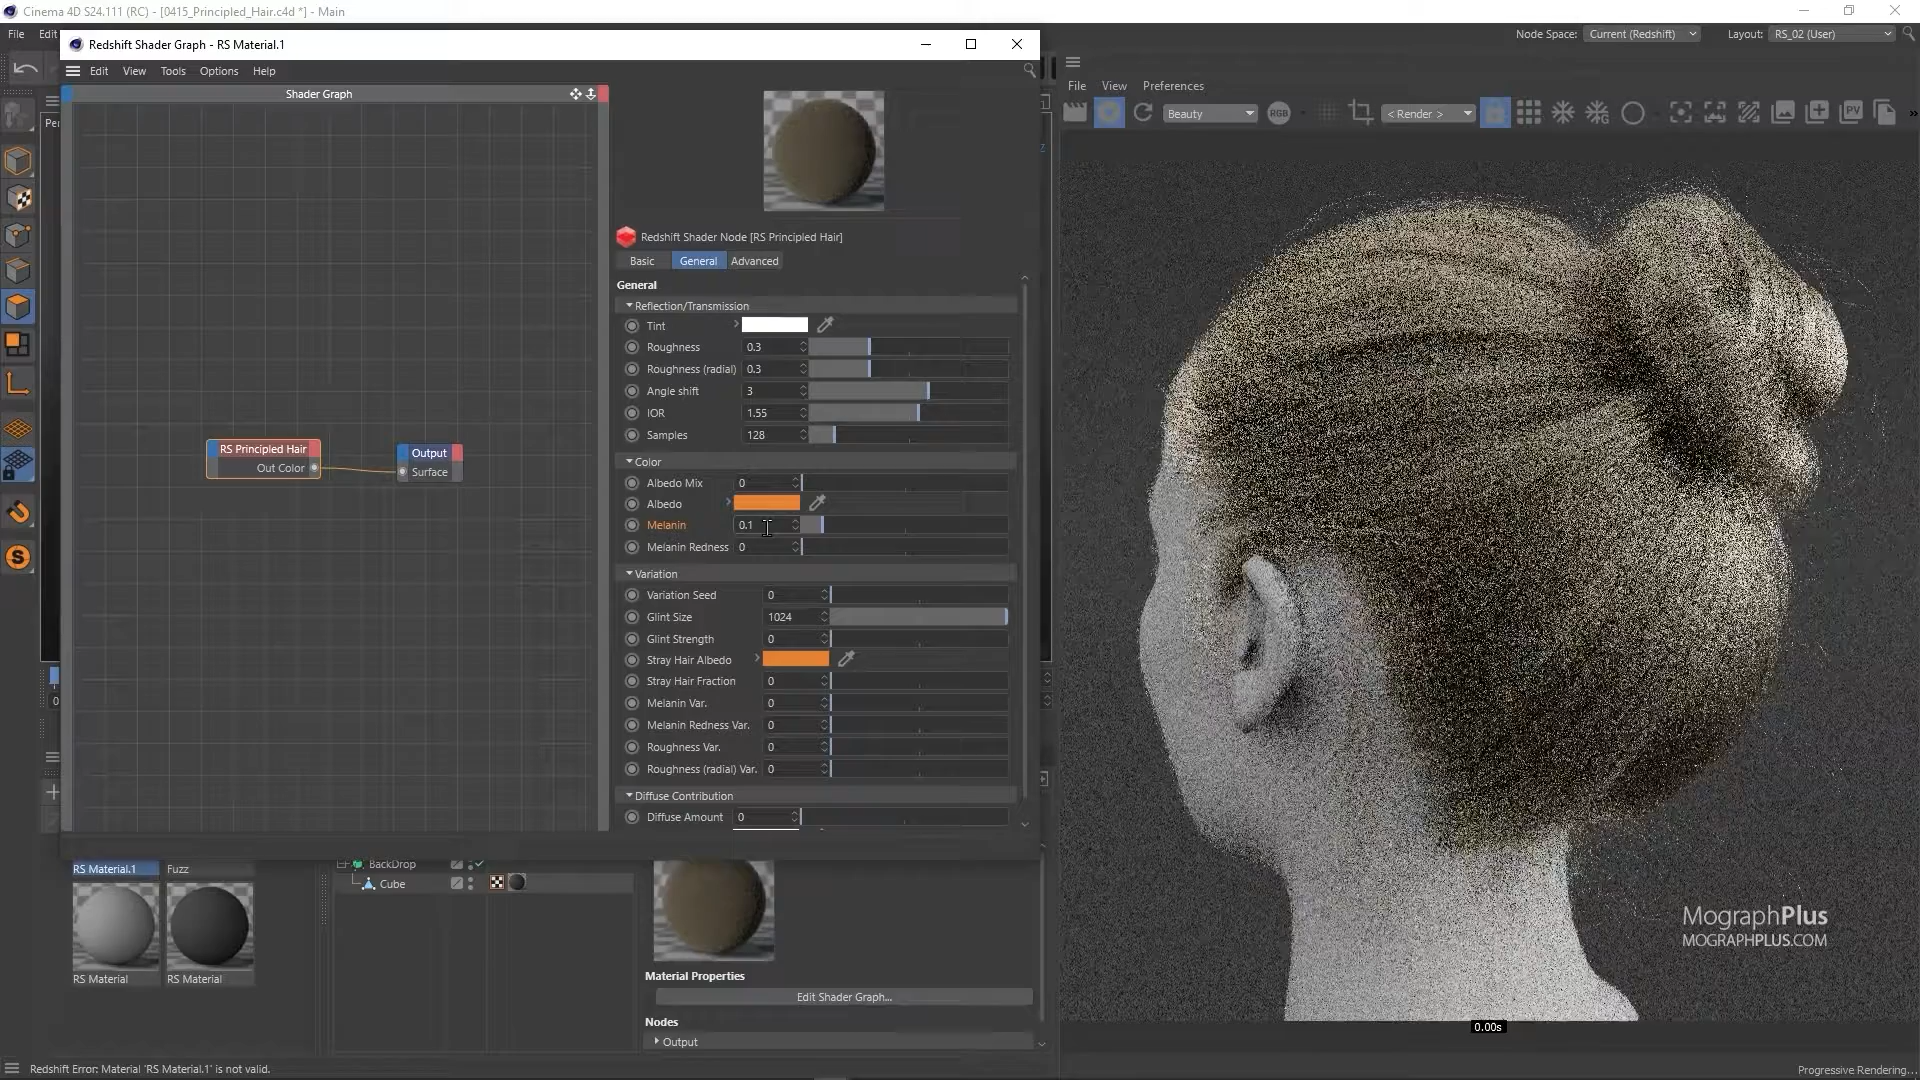 Cinema 4D S24.111 (RC) - [0415_Principled_Hair.c4d *] - Main
File Edi
Node Space: Current (Redshift) Layout: RS_02 (User)
Redshift Shader Graph - RS Material.1
Edit View Tools Options Help
Shader Graph
RS Principled Hair
Out Color
Output
Surface
Redshift Shader Node [RS Principled Hair]
Basic General Advanced
General
Reflection/Transmission
Tint
Roughness 0.3
Roughness (radial) 0.3
Angle shift 3
IOR 1.55
Samples 128
Color
Albedo Mix 0
Albedo
Melanin 0.1
Melanin Redness 0
Variation
Variation Seed 0
Glint Size 1024
Glint Strength 0
Stray Hair Albedo
Stray Hair Fraction 0
Melanin Var. 0
Melanin Redness Var. 0
Roughness Var. 0
Roughness (radial) Var. 0
Diffuse Contribution
Diffuse Amount 0
File View Preferences
Beauty RGB < Render > PV
Per
0
RS Material.1 Fuzz
RS Material RS Material
BackDrop
Cube
Material Properties
Edit Shader Graph...
Nodes
Output
MographPlus
MOGRAPHPLUS.COM
0.00s
Redshift Error: Material 'RS Material.1' is not valid.
Progressive Rendering...